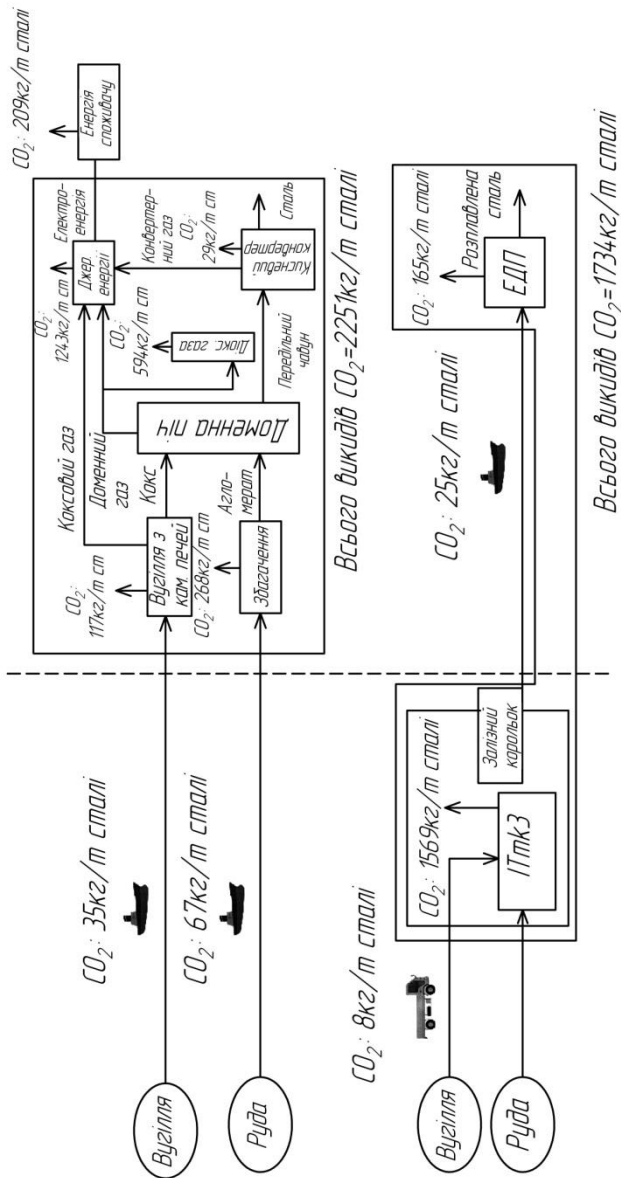 CO₂: 209кг/т сталі
Енергія
споживачу
Електро-
енергія
CO₂:
1243кг/т ст
Джер.
енергії
Конвертер-
ний газ
CO₂:
29кг/т ст
Сталь
Кисневий
конвертер
CO₂:
594кг/т ст
Діокс. газа
Передільний
чавун
Коксовий газ
Доменний
газ
Доменна піч
Кокс
Агло-
мерат
CO₂:
117кг/т ст
Вугілля з
кам. печей
CO₂: 268кг/т ст
Збагачення
Всього викидів CO₂=2251кг/т сталі
CO₂: 35кг/т сталі
CO₂: 67кг/т сталі
Вугілля
Руда
CO₂: 8кг/т сталі
CO₂: 1569кг/т сталі
ITmk3
Залізний
корольок
CO₂: 25кг/т сталі
CO₂: 165кг/т сталі
Розплавлена
сталь
ЕДП
Всього викидів CO₂=1734кг/т сталі
Вугілля
Руда